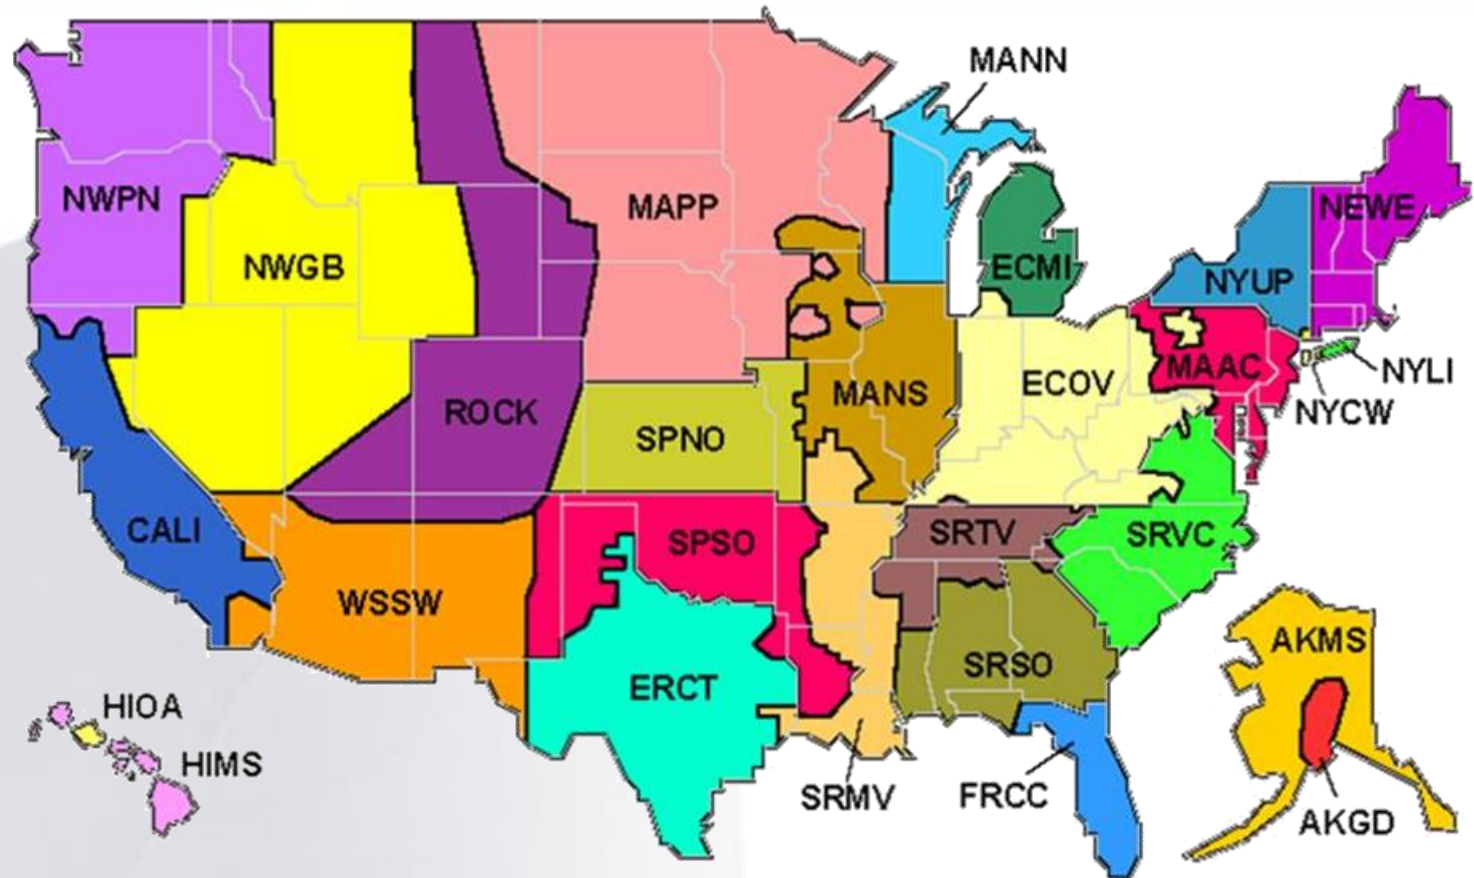 MANN
NWPN
MAPP
NEWE
NWGB
ECMI
NYUP
MAAC
NYLI
ECOV
MANS
NYCW
ROCK
SPNO
CALI
SPSO
SRTV
SRVC
WSSW
AKMS
SRSO
ERCT
HIOA
HIMS
SRMV
FRCC
AKGD